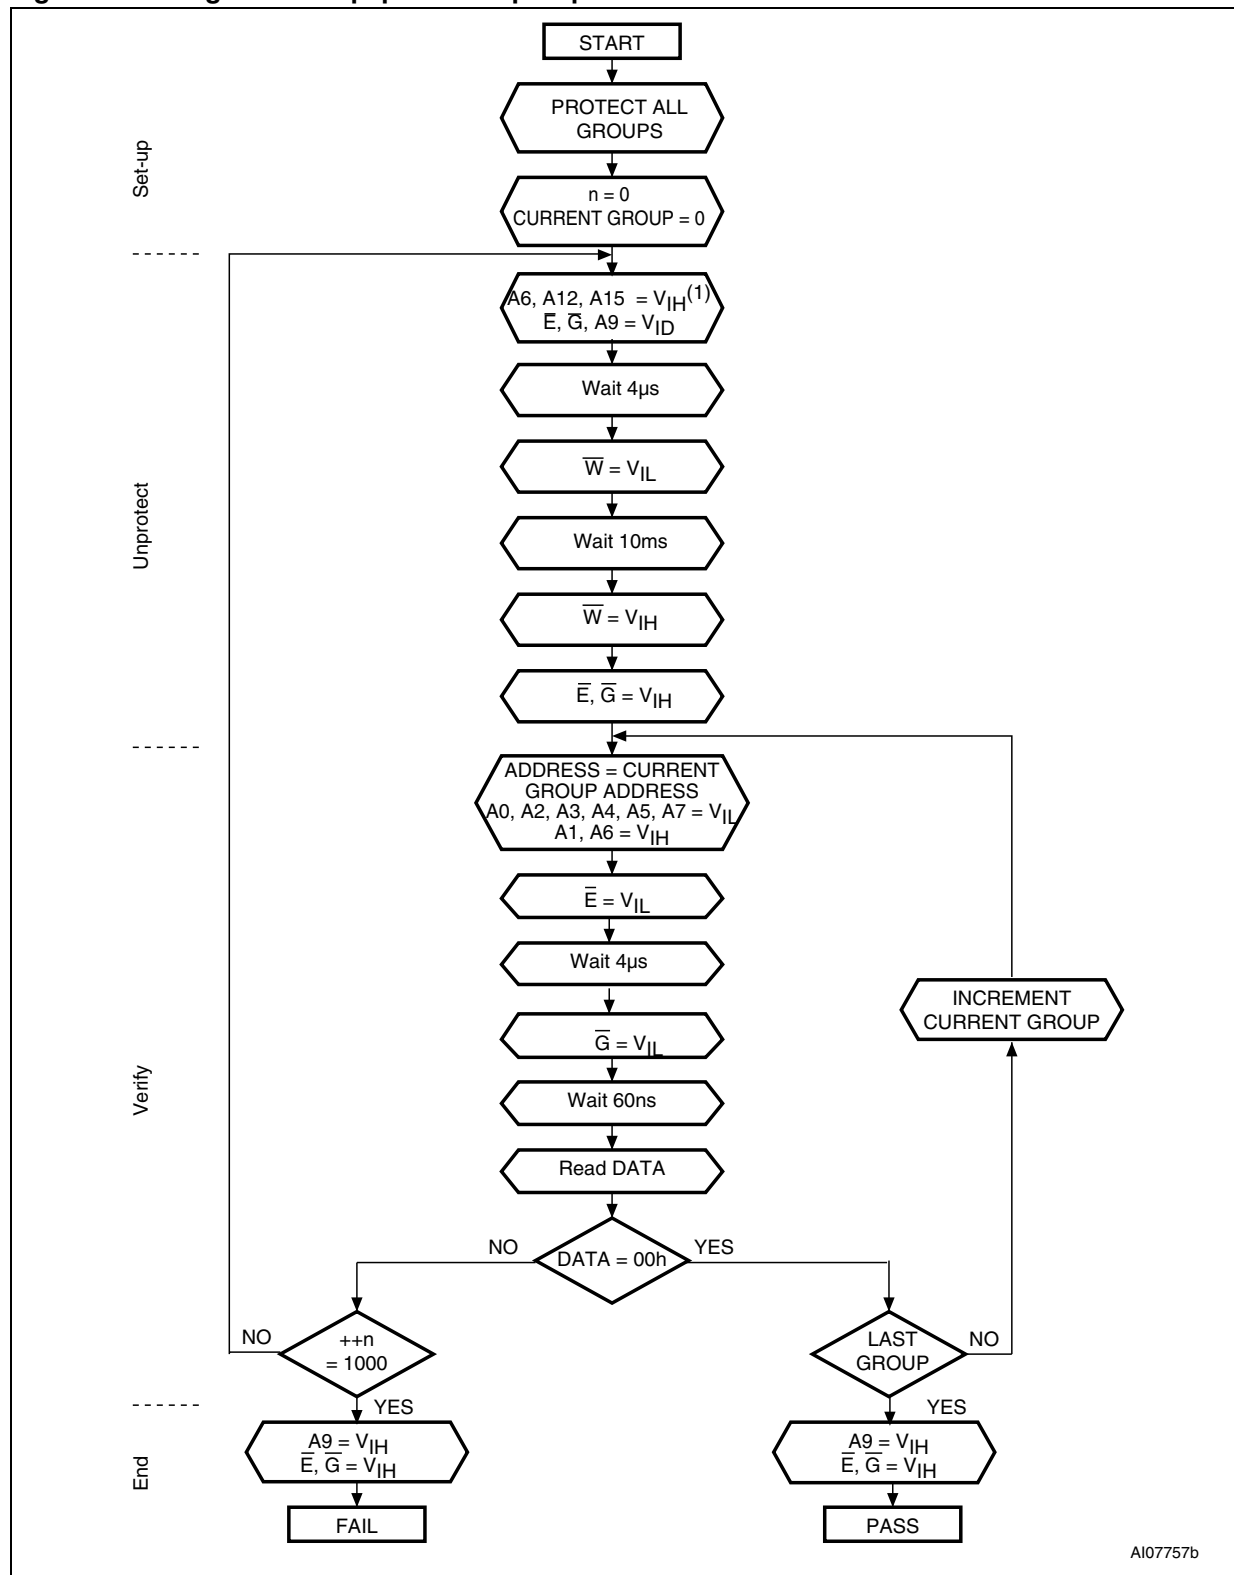 START
PROTECT ALL
GROUPS
Set-up
n = 0
CURRENT GROUP = 0
A6, A12, A15 = VIH(1)
E̅, G̅, A9 = VID
Wait 4µs
W̅ = VIL
Unprotect
Wait 10ms
W̅ = VIH
E̅, G̅ = VIH
ADDRESS = CURRENT
GROUP ADDRESS
A0, A2, A3, A4, A5, A7 = VIL
A1, A6 = VIH
E̅ = VIL
Wait 4µs
INCREMENT
CURRENT GROUP
G̅ = VIL
Verify
Wait 60ns
Read DATA
NO
DATA = 00h
YES
NO
++n
= 1000
LAST
GROUP
NO
YES
YES
End
A9 = VIH
E̅, G̅ = VIH
A9 = VIH
E̅, G̅ = VIH
FAIL
PASS
AI07757b